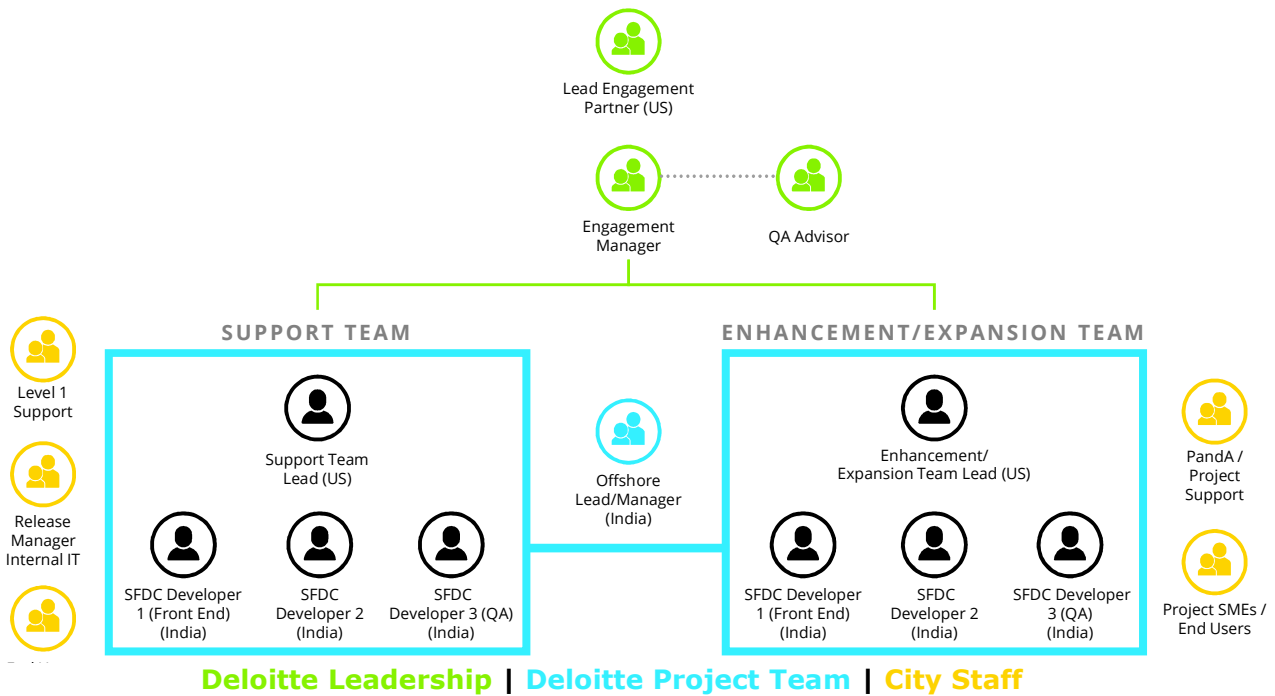 Lead Engagement
Partner (US)
Engagement
Manager
QA Advisor
SUPPORT TEAM
ENHANCEMENT/EXPANSION TEAM
Level 1
Support
Release
Manager
Internal IT
Support Team
Lead (US)
SFDC Developer
1 (Front End)
(India)
SFDC
Developer 2
(India)
SFDC
Developer 3 (QA)
(India)
Offshore
Lead/Manager
(India)
Enhancement/
Expansion Team Lead (US)
SFDC Developer
1 (Front End)
(India)
SFDC
Developer 2
(India)
SFDC Developer
3 (QA)
(India)
PandA /
Project
Support
Project SMEs /
End Users
Deloitte Leadership | Deloitte Project Team | City Staff